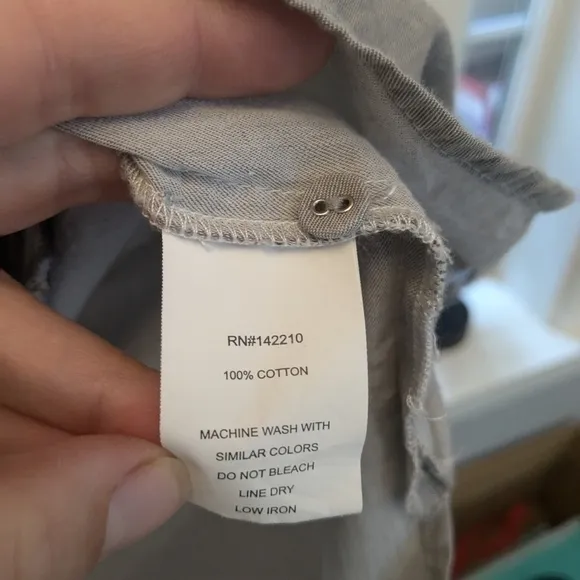 RN#142210
100% COTTON
MACHINE WASH WITH
SIMILAR COLORS
DO NOT BLEACH
LINE DRY
LOW IRON